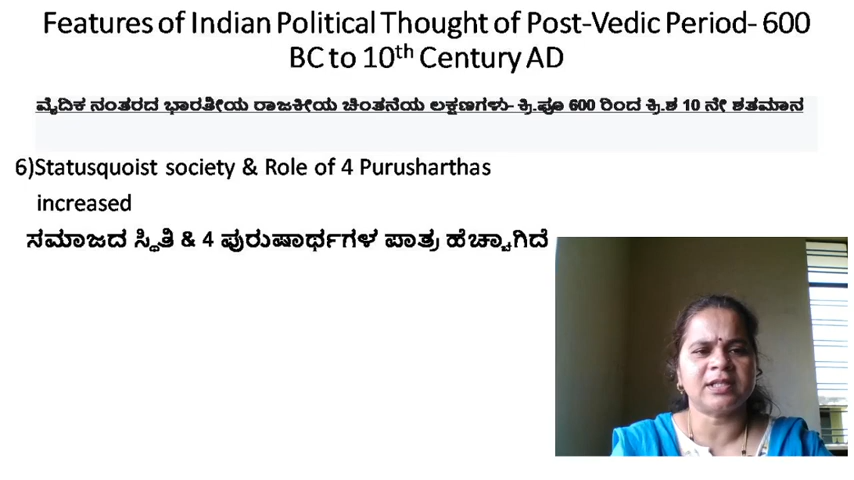 Features of Indian Political Thought of Post-Vedic Period- 600
BC to 10th Century AD
ವೈದಿಕ ನಂತರದ ಭಾರತೀಯ ರಾಜಕೀಯ ಚಿಂತನೆಯ ಲಕ್ಷಣಗಳು- ಕ್ರಿ.ಪೂ 600 ರಿಂದ ಕ್ರಿ.ಶ 10 ನೇ ಶತಮಾನ
6)Statusquoist society & Role of 4 Purusharthas
increased
ಸಮಾಜದ ಸ್ಥಿತಿ & 4 ಪುರುಷಾರ್ಥಗಳ ಪಾತ್ರ ಹೆಚ್ಚಾಗಿದೆ